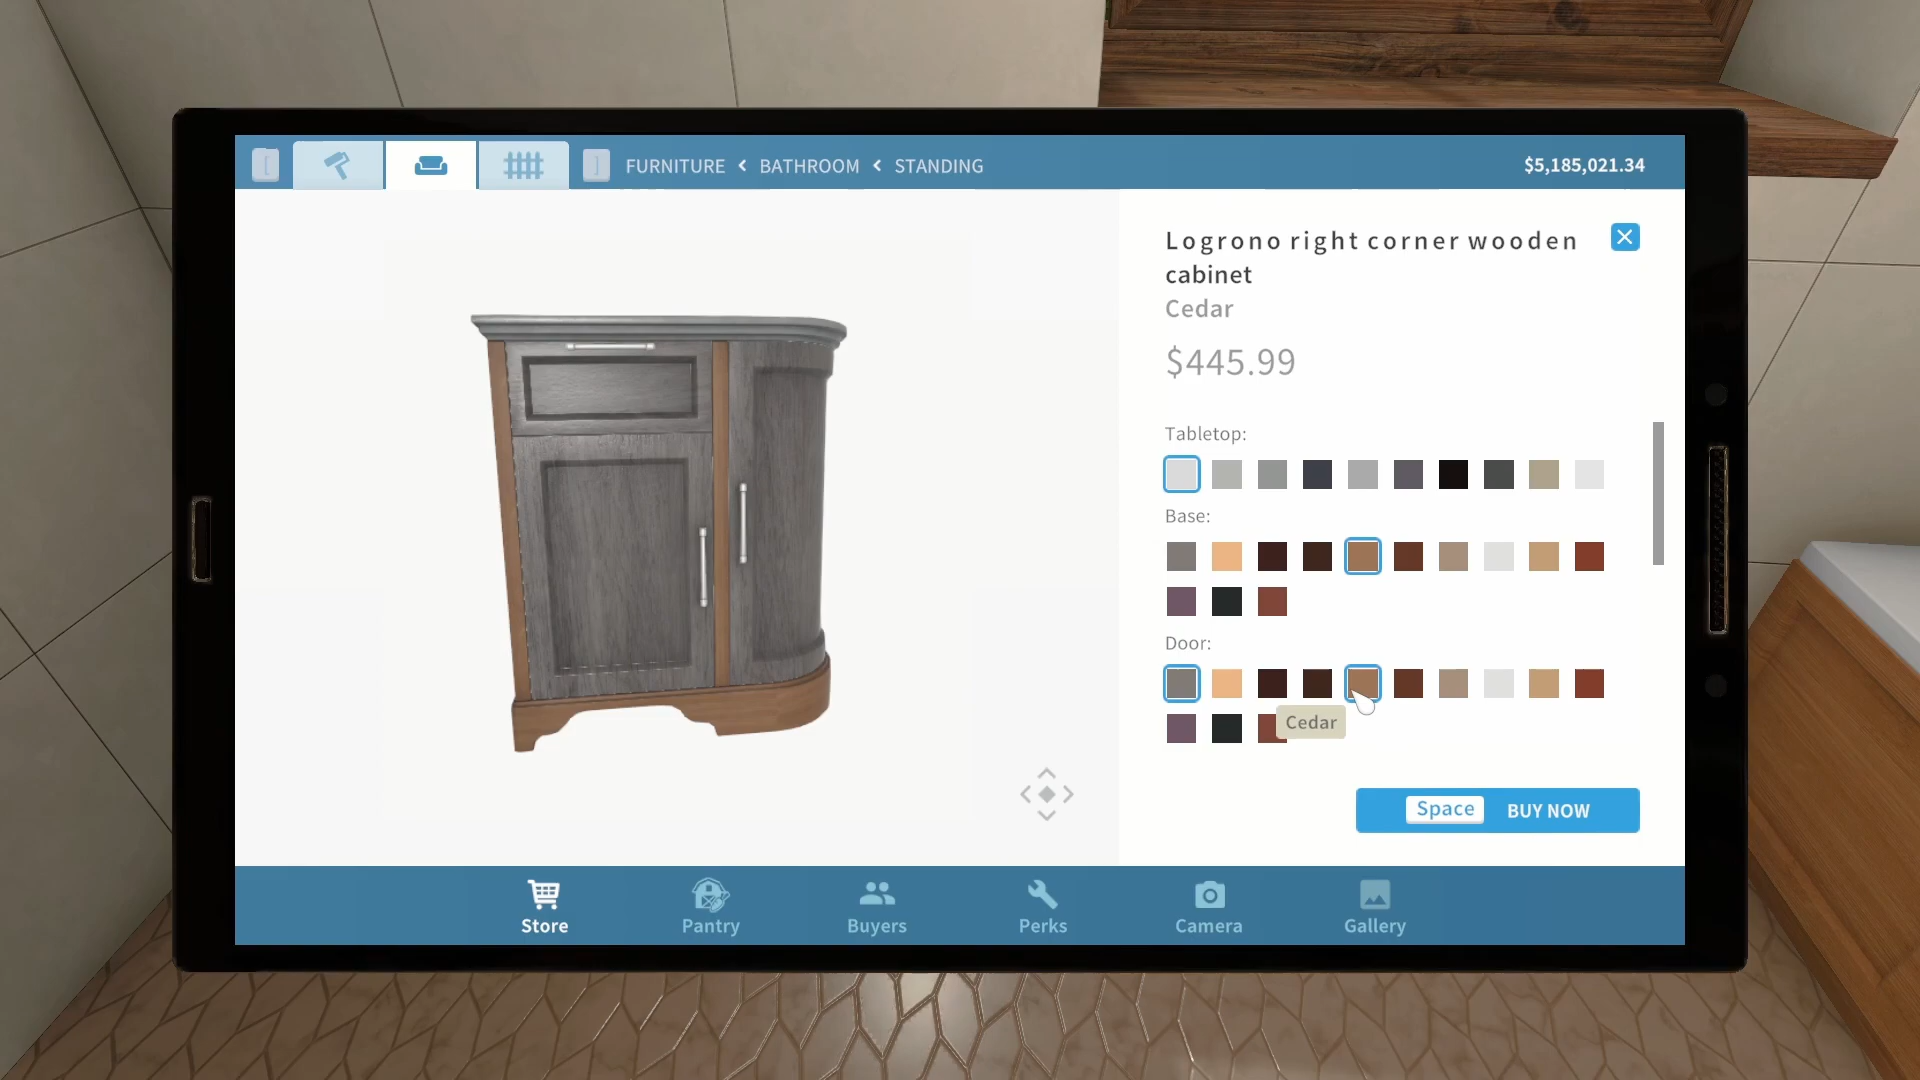 [ ] FURNITURE < BATHROOM < STANDING $5,185,021.34
Logrono right corner wooden
cabinet
Cedar
$445.99
Tabletop:
Base:
Door:
Cedar
Space BUY NOW
Store Pantry Buyers Perks Camera Gallery